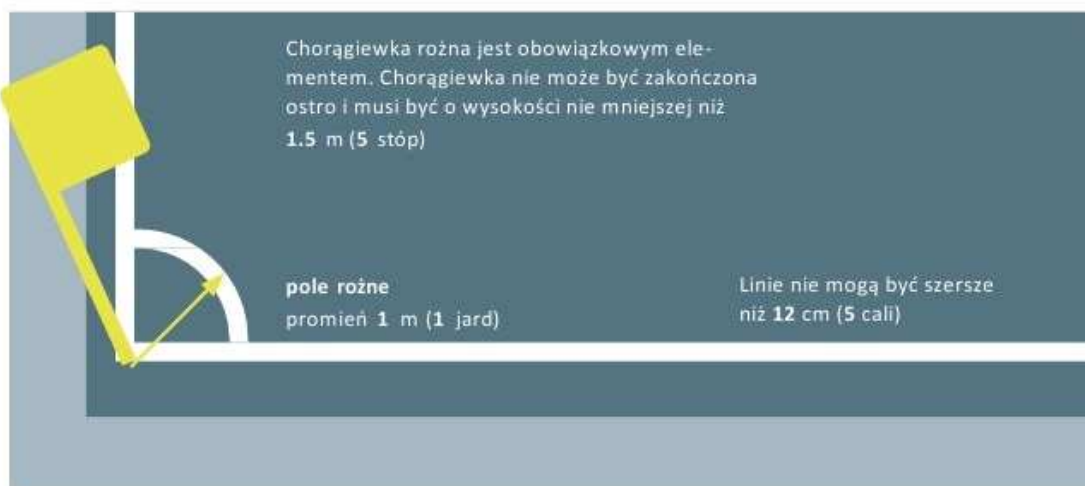 Chorągiewka rożna jest obowiązkowym ele-
mentem. Chorągiewka nie może być zakończona
ostro i musi być o wysokości nie mniejszej niż
1.5 m (5 stóp)
pole rożne
promień 1 m (1 jard)
Linie nie mogą być szersze
niż 12 cm (5 cali)